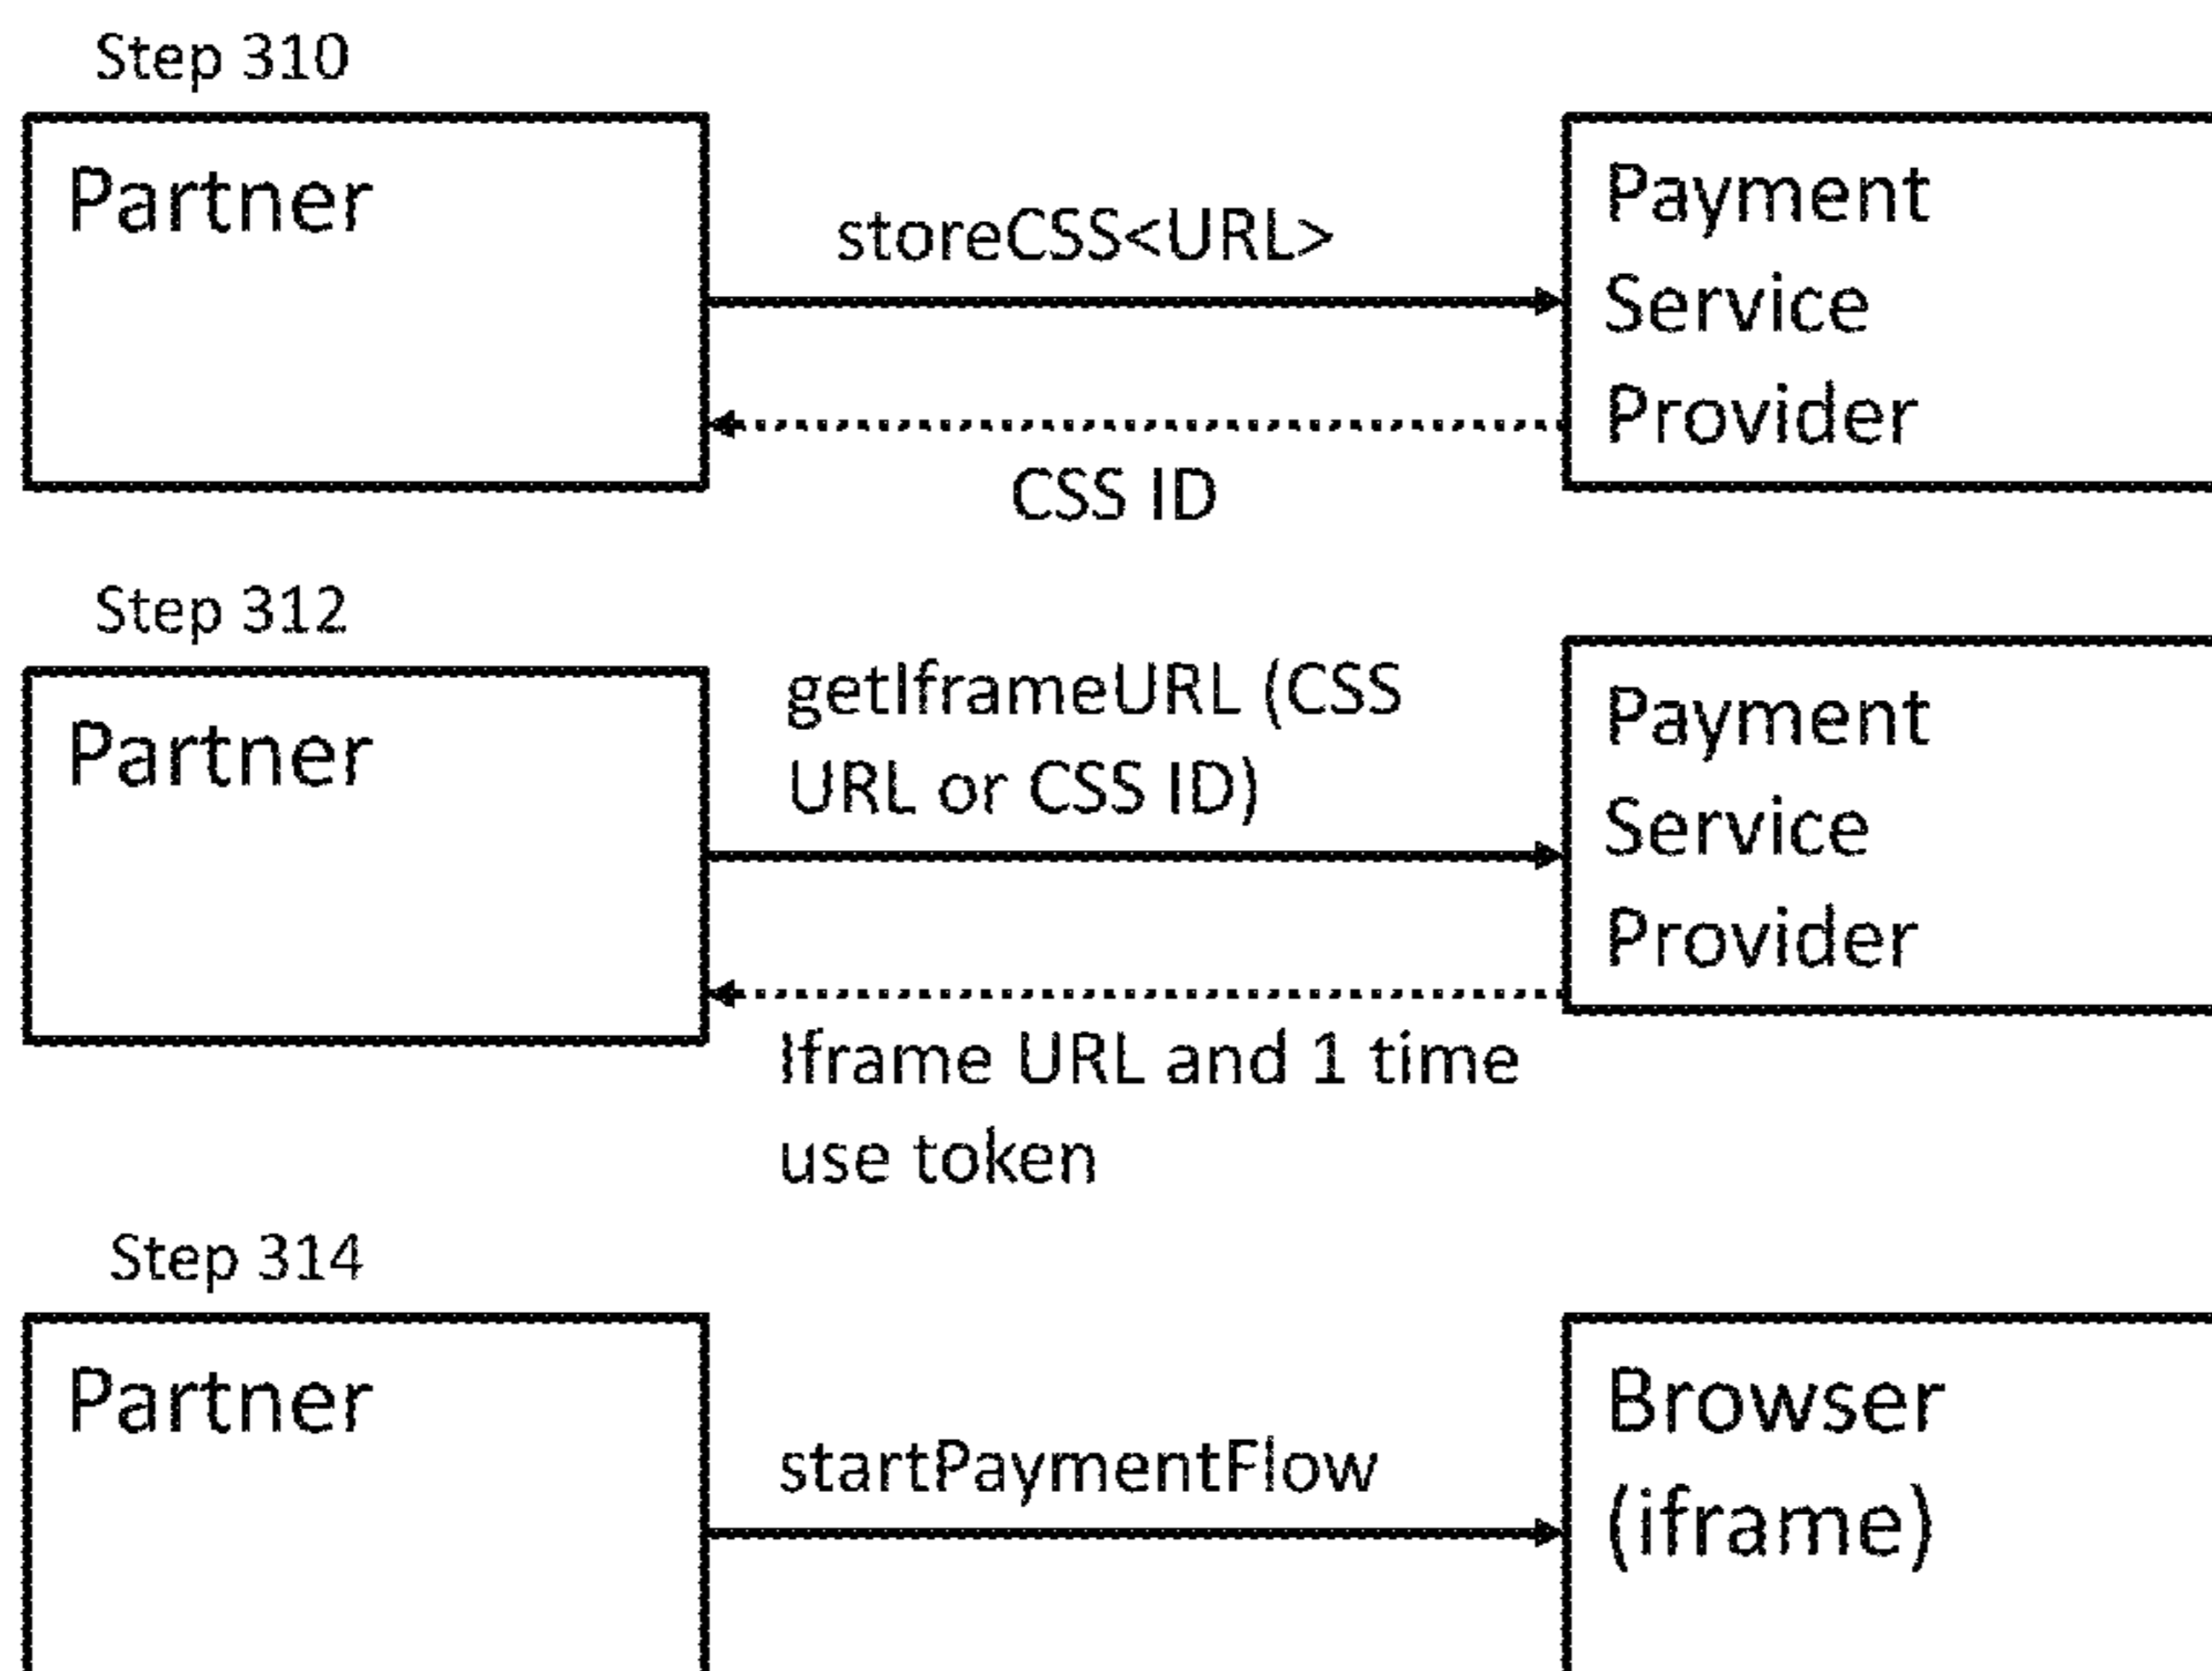 Step 310
Partner
storeCSS<URL>
CSS ID
Payment
Service
Provider
Step 312
Partner
getIframeURL (CSS
URL or CSS ID)
Iframe URL and 1 time
use token
Payment
Service
Provider
Step 314
Partner
startPaymentFlow
Browser
(iframe)